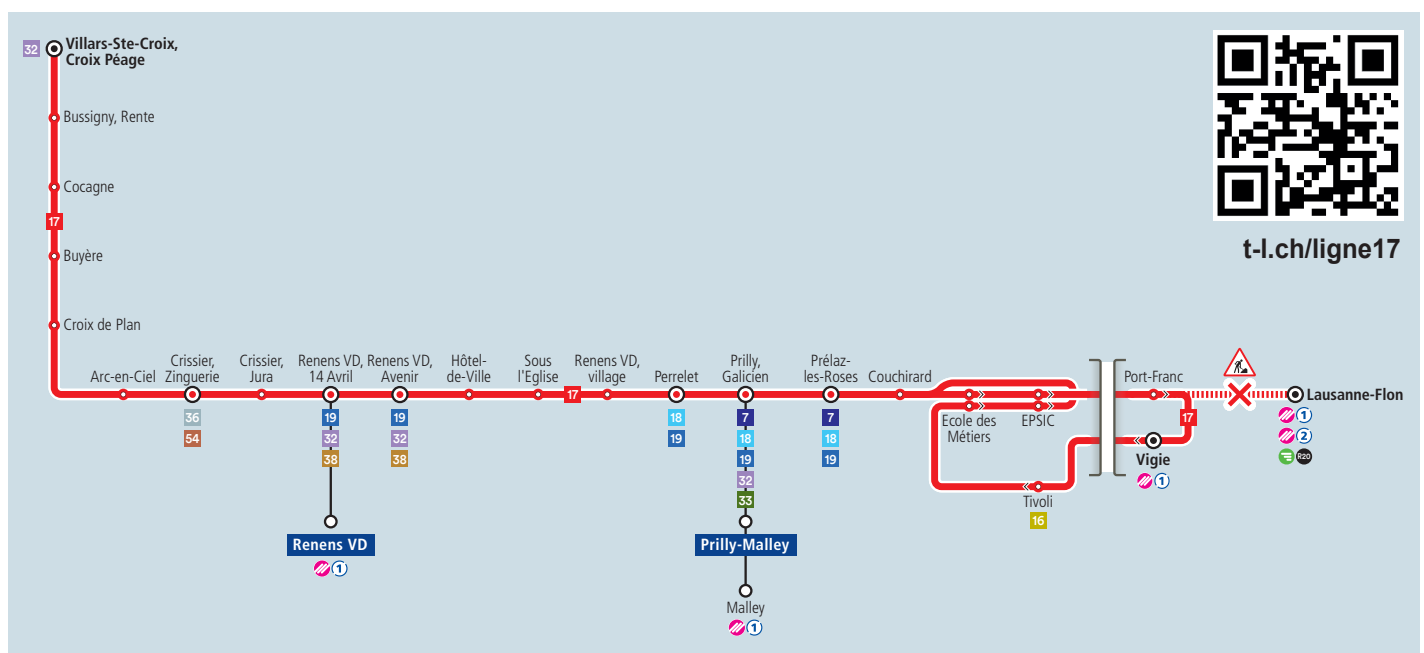 32
Villars-Ste-Croix,
Croix Péage
Bussigny, Rente
Cocagne
17
Buyère
Croix de Plan
t-l.ch/ligne17
Arc-en-Ciel
Crissier,
Zinguerie
36
54
Crissier,
Jura
Renens VD,
14 Avril
19
32
38
Renens VD
1
Renens VD,
Avenir
19
32
38
Hôtel-
de-Ville
Sous
l'Eglise
17
Renens VD,
village
Perrelet
18
19
Prilly,
Galicien
7
18
19
32
33
Prilly-Malley
Malley
1
Prélaz-
les-Roses
7
18
19
Couchirard
Ecole des
Métiers
EPSIC
Tivoli
16
Port-Franc
17
Vigie
1
Lausanne-Flon
1
2
R20